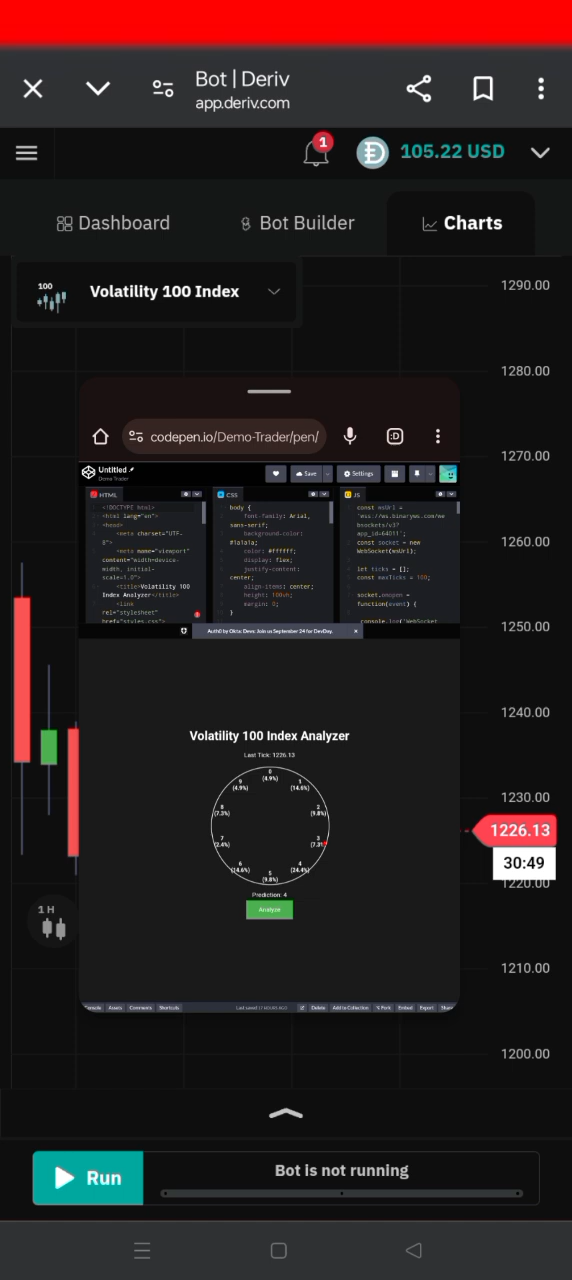 Bot | Deriv
app.deriv.com
1
105.22 USD
Dashboard
Bot Builder
Charts
100
Volatility 100 Index
1290.00
1280.00
1270.00
1260.00
1250.00
1240.00
1230.00
1226.13
30:49
1220.00
1210.00
1200.00
1 H
codepen.io/Demo-Trader/pen/
:D
Untitled
Demo Trader
Save
Settings
HTML
<!DOCTYPE html>
<html lang="en">
<head>
<meta charset="UTF-
8">
<meta name="viewport"
content="width=device-
width, initial-
scale=1.0">
<title>Volatility 100
Index Analyzer</title>
<link
rel="stylesheet"
href="styles.css">
CSS
body {
font-family: Arial,
sans-serif;
background-color:
#1a1a1a;
color: #ffffff;
display: flex;
justify-content:
center;
align-items: center;
height: 100vh;
margin: 0;
}
JS
const wsUrl =
'wss://ws.binaryws.com/we
bsockets/v3?
app_id=64011';
const socket = new
WebSocket(wsUrl);
let ticks = [];
const maxTicks = 100;
socket.onopen =
function(event) {
console.log('WebSocket
Auth0 by Okta: Devs: Join us September 24 for DevDay.
Volatility 100 Index Analyzer
Last Tick: 1226.13
0
(4.9%)
1
(14.6%)
2
(9.8%)
3
(7.3%
4
(24.4%)
5
(9.8%)
6
(14.6%)
7
(2.4%)
8
(7.3%)
9
(4.9%)
Prediction: 4
Analyze
Console
Assets
Comments
Shortcuts
Delete
Add to Collection
Fork
Embed
Export
Share
Run
Bot is not running